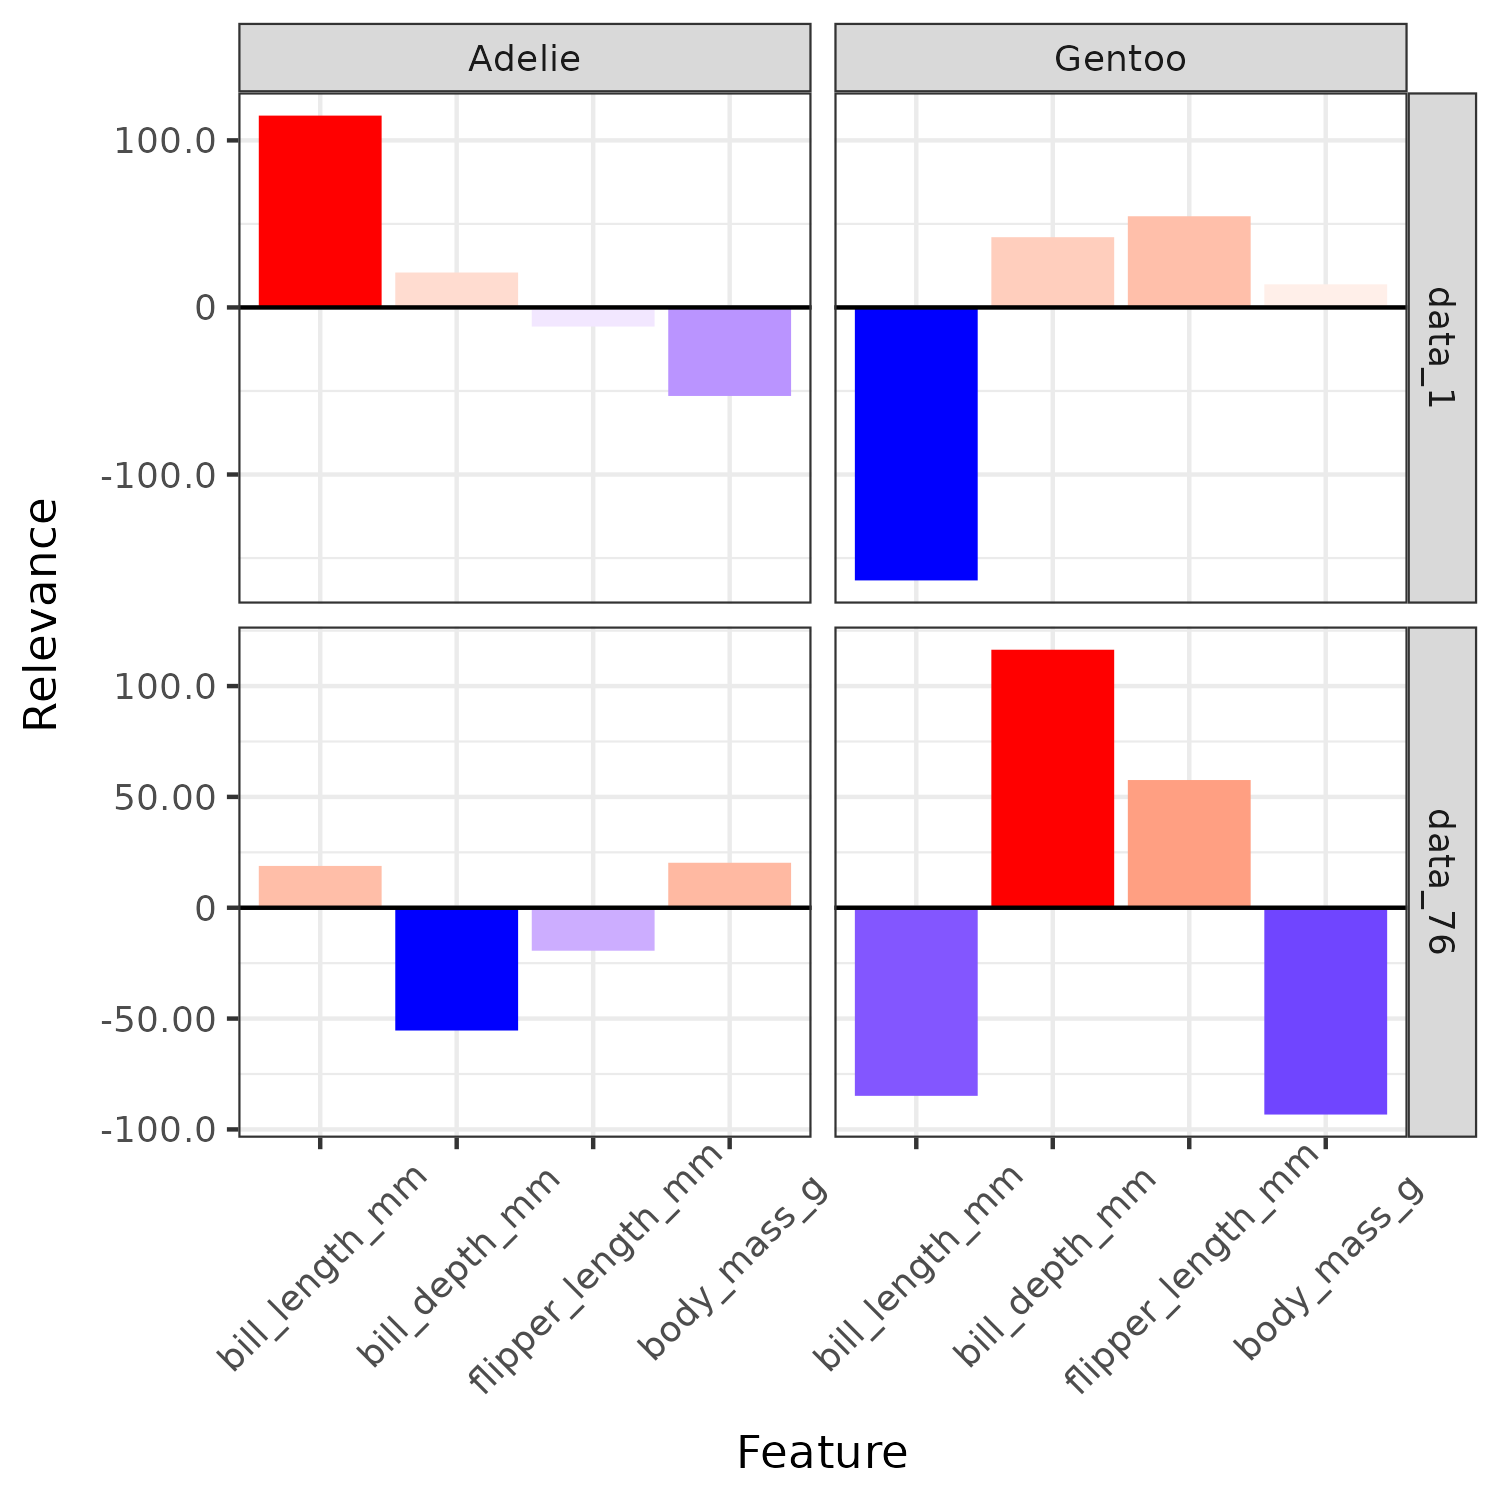 Adelie
Gentoo
100.0
0
-100.0
data_1
Relevance
100.0
50.00
0
-50.00
-100.0
data_76
bill_length_mm
bill_depth_mm
flipper_length_mm
body_mass_g
bill_length_mm
bill_depth_mm
flipper_length_mm
body_mass_g
Feature